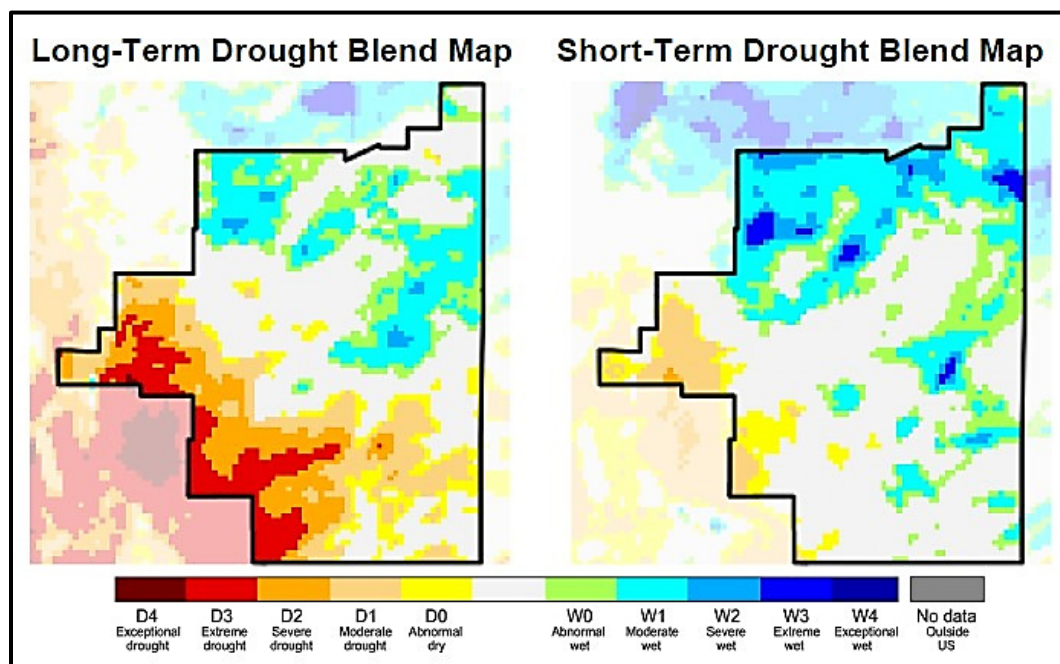 Long-Term Drought Blend Map
Short-Term Drought Blend Map
D4
Exceptional
drought
D3
Extreme
drought
D2
Severe
drought
D1
Moderate
drought
D0
Abnormal
dry
W0
Abnormal
wet
W1
Moderate
wet
W2
Severe
wet
W3
Extreme
wet
W4
Exceptional
wet
No data
Outside
US